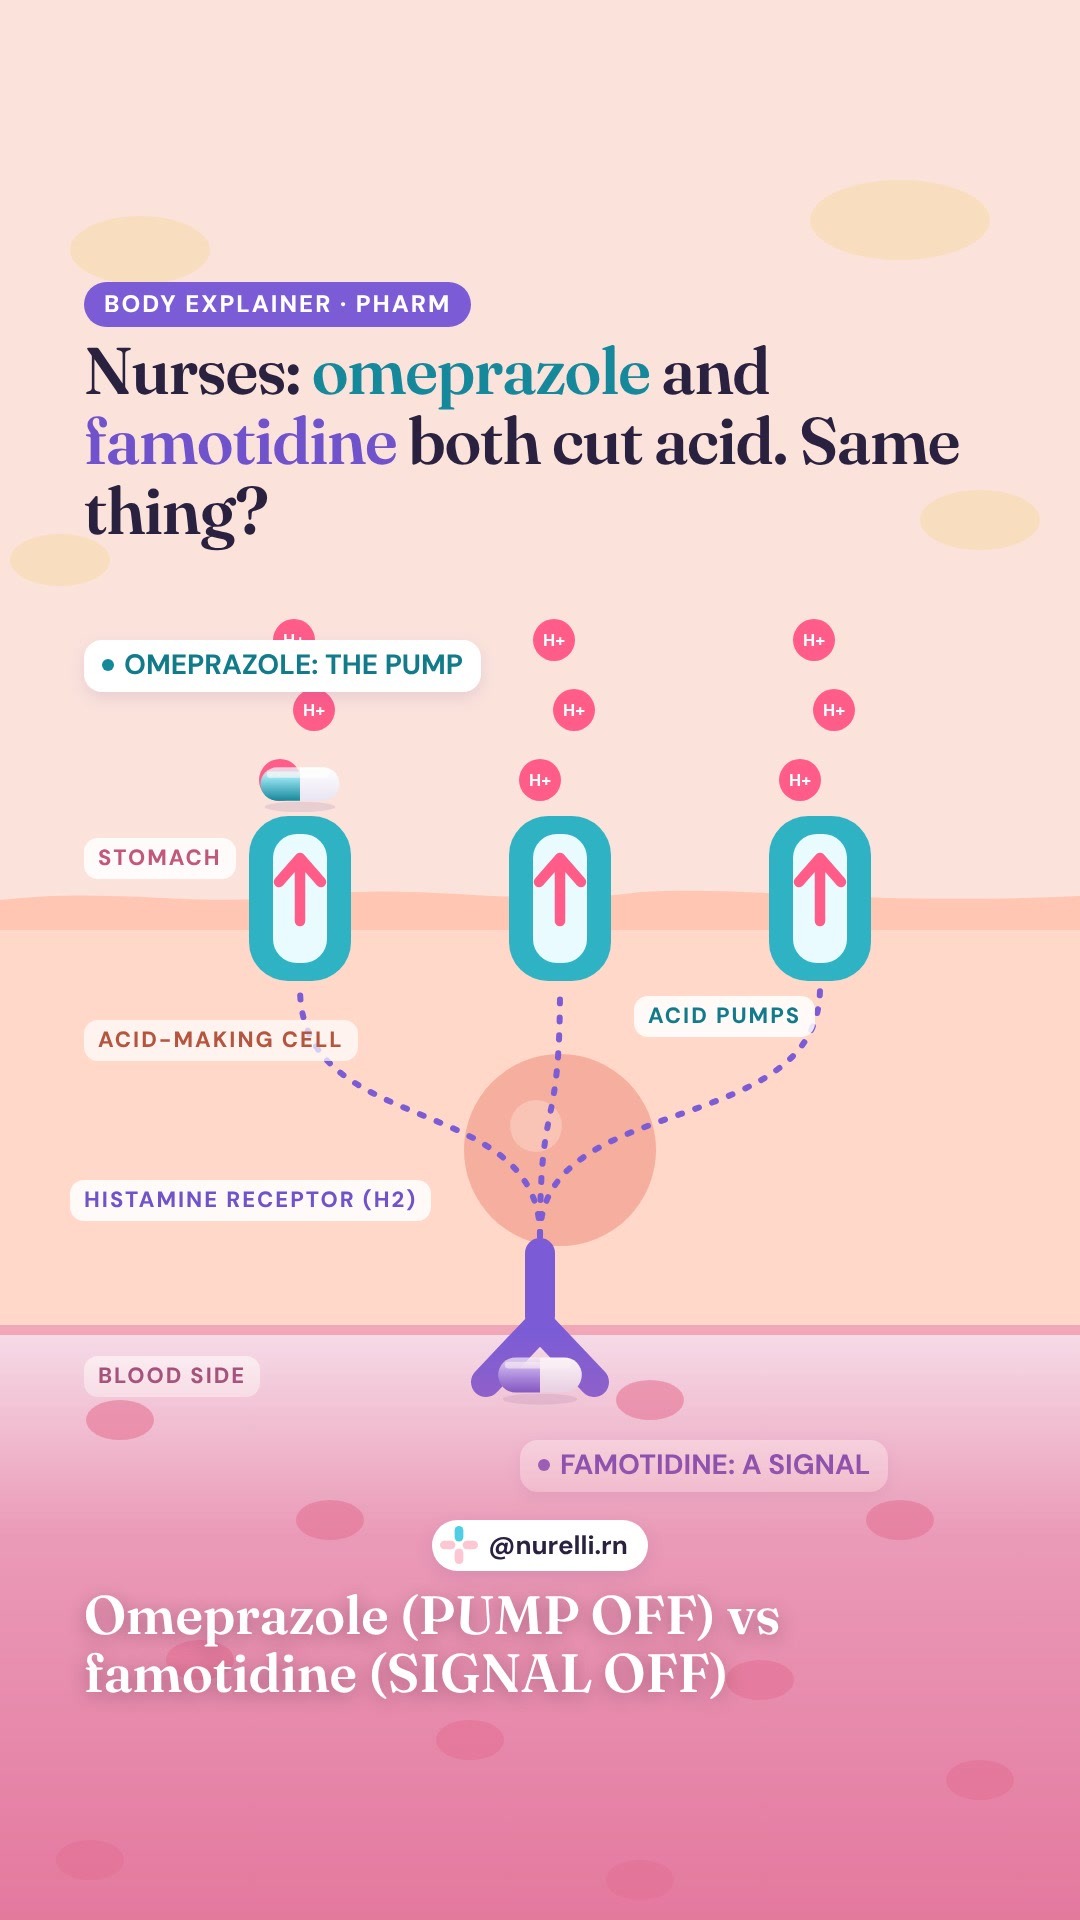 BODY EXPLAINER · PHARM
Nurses: omeprazole and
famotidine both cut acid. Same
thing?
H+
H+
H+
OMEPRAZOLE: THE PUMP
H+
H+
H+
H+
H+
STOMACH
ACID PUMPS
ACID-MAKING CELL
HISTAMINE RECEPTOR (H2)
BLOOD SIDE
FAMOTIDINE: A SIGNAL
@nurelli.rn
Omeprazole (PUMP OFF) vs
famotidine (SIGNAL OFF)